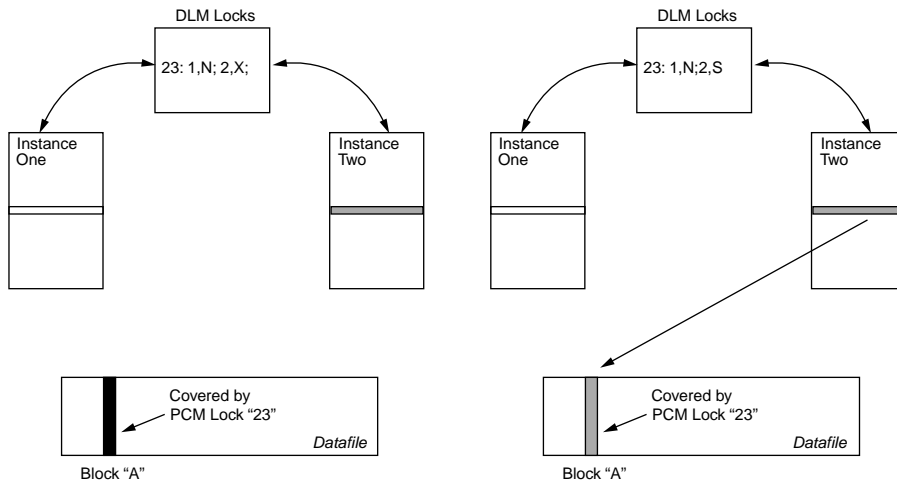 DLM Locks
23: 1,N; 2,X;
Instance
One
Instance
Two
Covered by
PCM Lock “23”
Datafile
Block “A”
DLM Locks
23: 1,N;2,S
Instance
One
Instance
Two
Covered by
PCM Lock “23”
Datafile
Block “A”